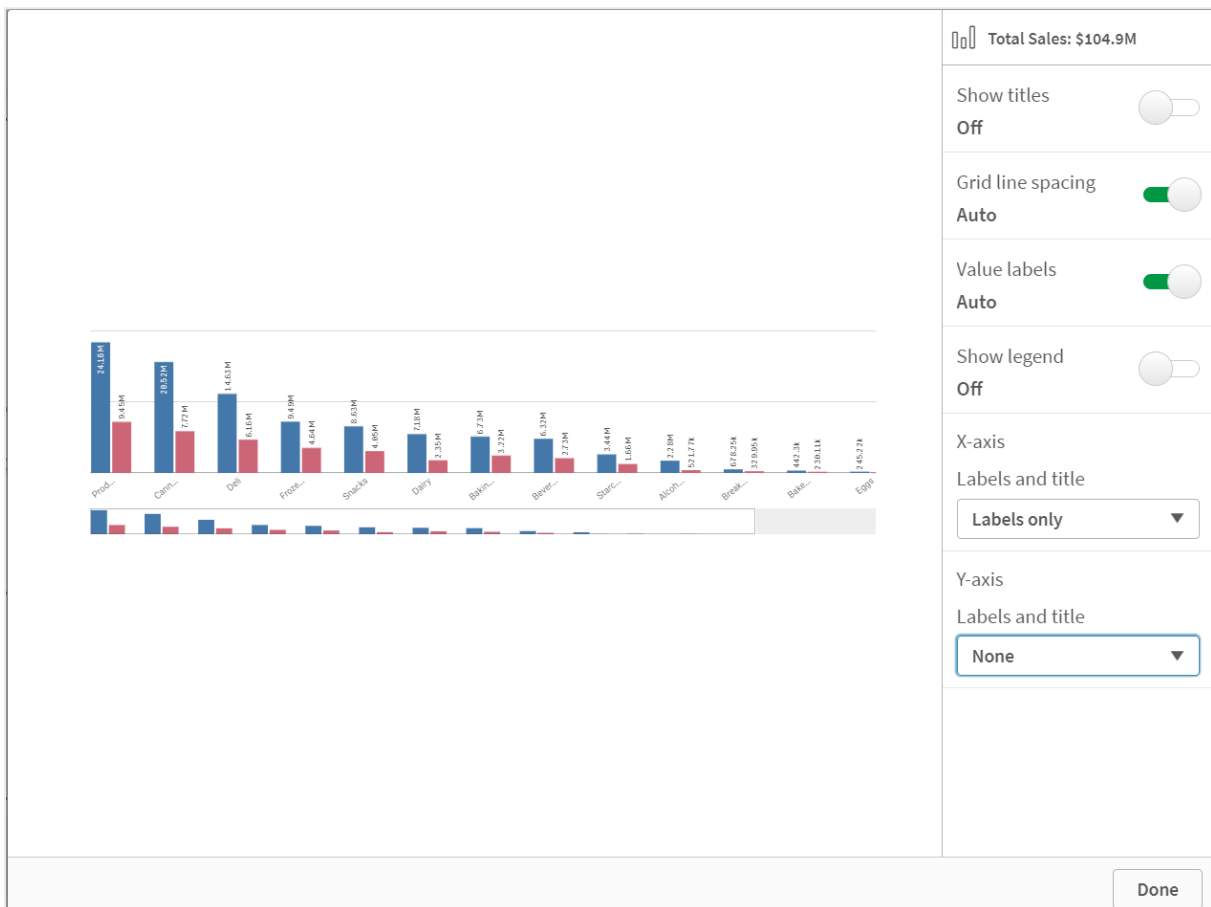 Total Sales: $104.9M
Show titles
Off
Grid line spacing
Auto
Value labels
Auto
Show legend
Off
X-axis
Labels and title
Labels only
Y-axis
Labels and title
None
24.16M
9.45M
20.52M
7.72M
14.63M
6.16M
9.49M
4.64M
8.63M
4.05M
7.18M
2.35M
6.73M
3.22M
6.32M
2.73M
3.44M
1.66M
2.28M
521.77k
678.25k
329.95k
442.3k
230.11k
245.22k
Prod...
Cann...
Deli
Froze...
Snacks
Dairy
Bakin...
Bever...
Starc...
Alcoh...
Break...
Bake...
Eggs
Done